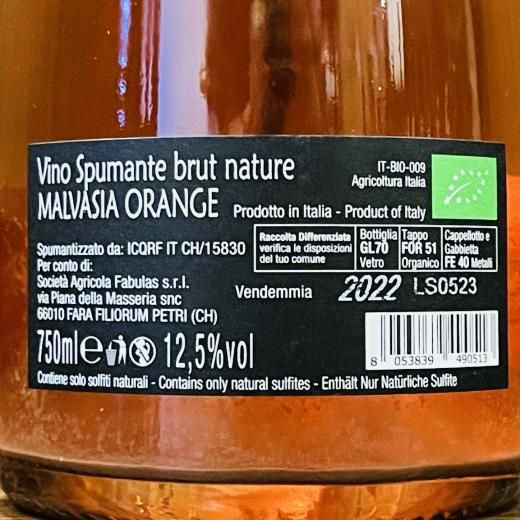 Vino Spumante brut nature
MALVASIA ORANGE
IT-BIO-009
Agricoltura Italia
Prodotto in Italia - Product of Italy
Spumantizzato da: ICQRF IT CH/15830
Per conto di:
Società Agricola Fabulas s.r.l.
via Piana della Masseria snc
66010 FARA FILIORUM PETRI (CH)
Raccolta Differenziata
verifica le disposizioni
del tuo comune
Bottiglia
GL70
Vetro
Tappo
FOR 51
Organico
Cappellotto e
Gabbietta
FE 40 Metalli
Vendemmia 2022 LS0523
750ml e 12,5%vol
8 053839 490513
Contiene solo solfiti naturali - Contains only natural sulfites - Enthält Nur Natürliche Sulfite